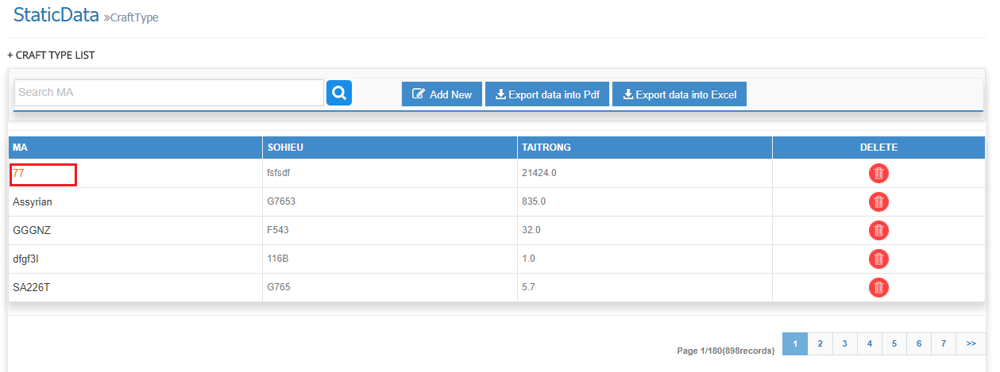 StaticData »CraftType
+ CRAFT TYPE LIST
Search MA Add New Export data into Pdf Export data into Excel
MA SOHIEU TAITRONG DELETE
77 fsfsdf 21424.0
Assyrian G7653 835.0
GGGNZ F543 32.0
dfgf3l 116B 1.0
SA226T G765 5.7
Page 1/180(898records) 1 2 3 4 5 6 7 >>